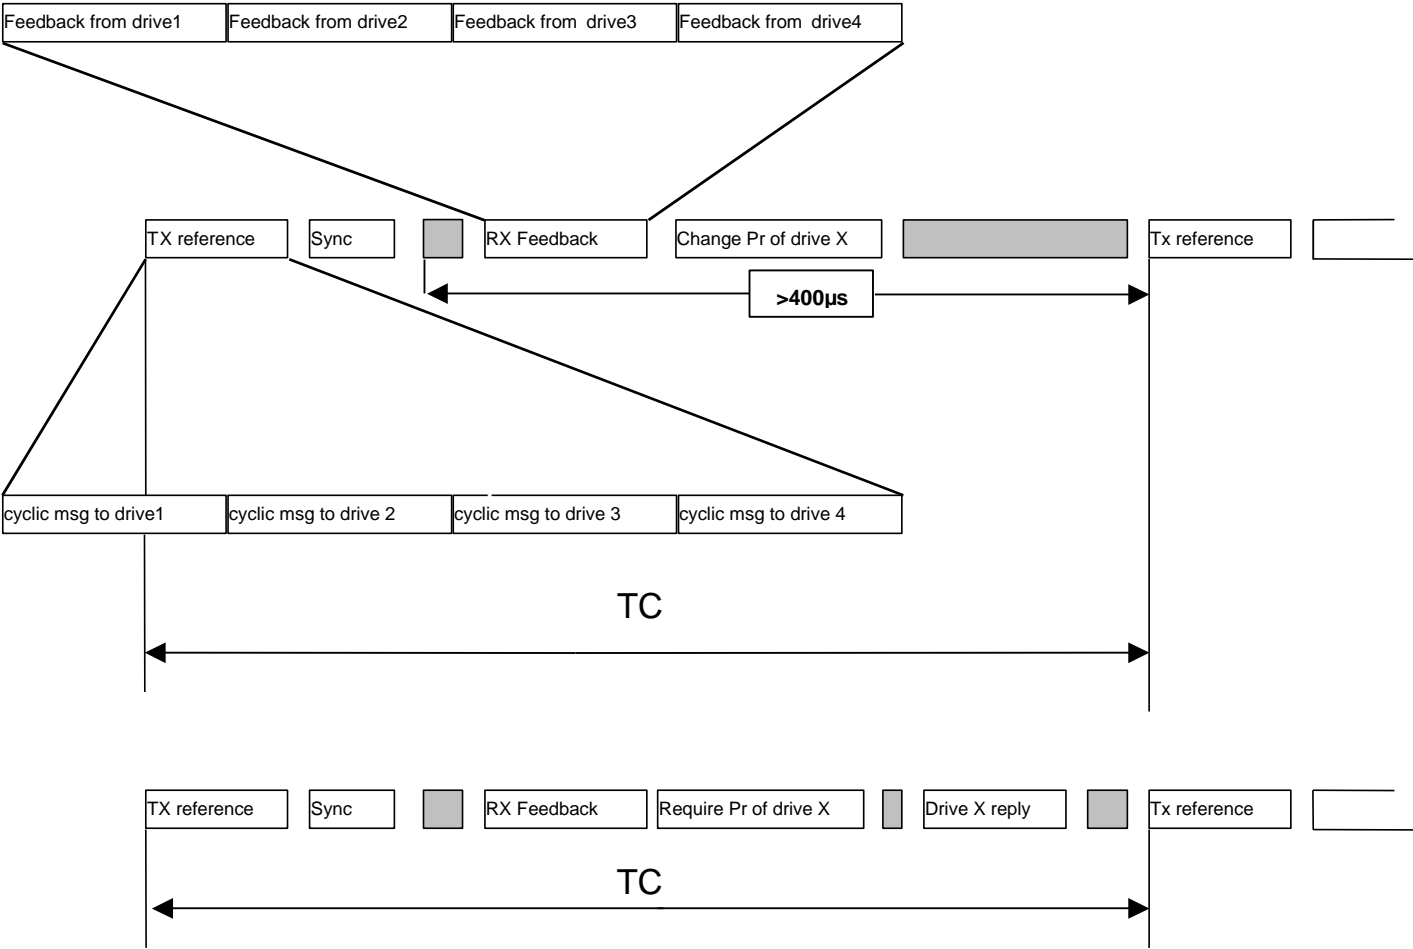 Feedback from drive1 Feedback from drive2 Feedback from drive3 Feedback from drive4
TX reference Sync RX Feedback Change Pr of drive X Tx reference
>400µs
cyclic msg to drive1 cyclic msg to drive 2 cyclic msg to drive 3 cyclic msg to drive 4
TC
TX reference Sync RX Feedback Require Pr of drive X Drive X reply Tx reference
TC